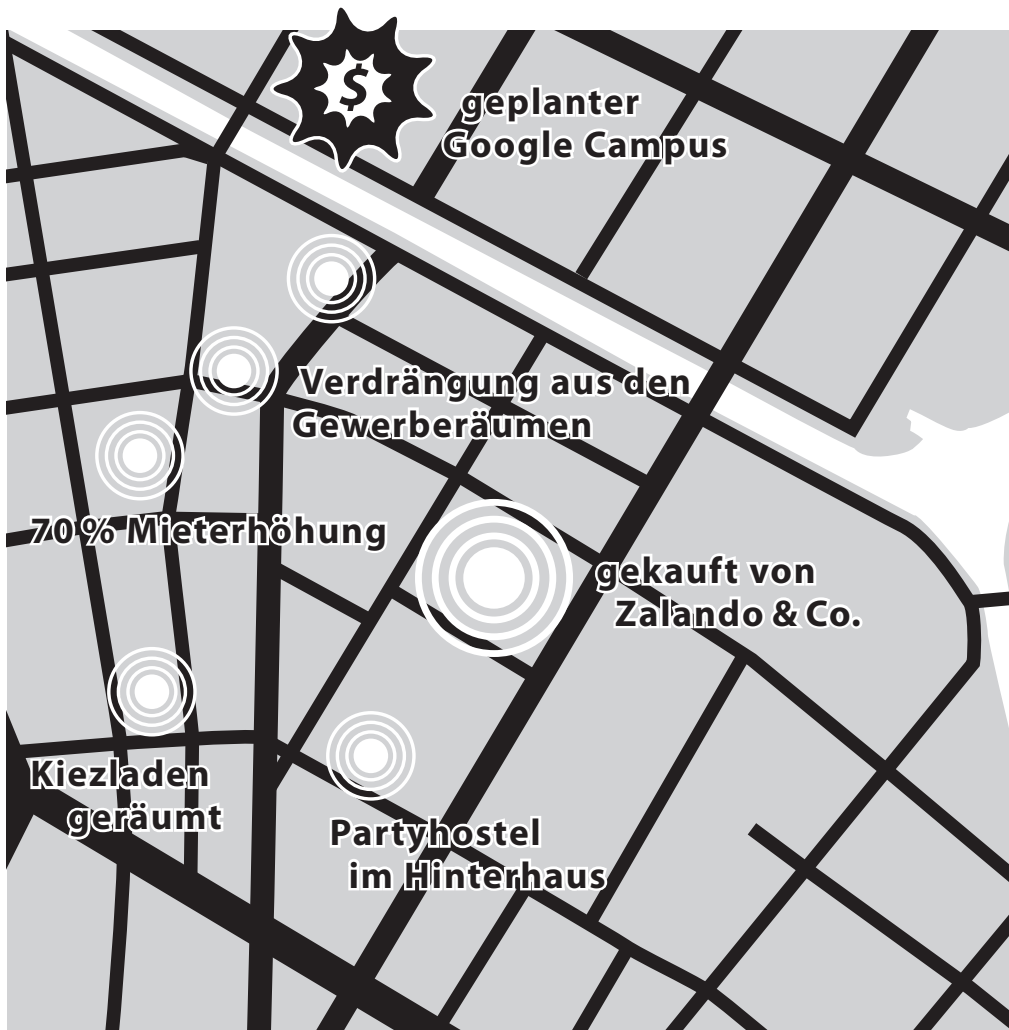 $
geplanter
Google Campus
Verdrängung aus den
Gewerberäumen
70 % Mieterhöhung
gekauft von
Zalando & Co.
Kiezladen
geräumt
Partyhostel
im Hinterhaus